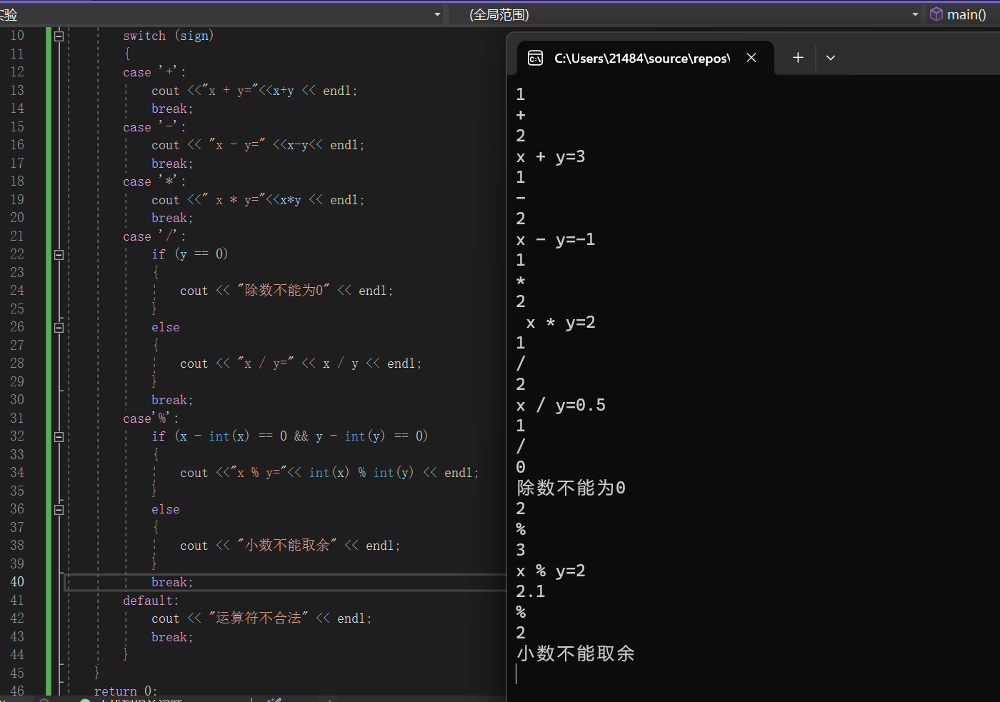 实验
(全局范围)
main()
10 switch (sign)
11 {
12 case '+':
13 cout <<"x + y="<<x+y << endl;
14 break;
15 case '-':
16 cout << "x - y=" <<x-y<< endl;
17 break;
18 case '*':
19 cout <<" x * y="<<x*y << endl;
20 break;
21 case '/':
22 if (y == 0)
23 {
24 cout << "除数不能为0" << endl;
25 }
26 else
27 {
28 cout << "x / y=" << x / y << endl;
29 }
30 break;
31 case'%':
32 if (x - int(x) == 0 && y - int(y) == 0)
33 {
34 cout <<"x % y="<< int(x) % int(y) << endl;
35 }
36 else
37 {
38 cout << "小数不能取余" << endl;
39 }
40 break;
41 default:
42 cout << "运算符不合法" << endl;
43 break;
44 }
45 }
46 return 0;
C:\Users\21484\source\repos\
1
+
2
x + y=3
1
-
2
x - y=-1
1
*
2
 x * y=2
1
/
2
x / y=0.5
1
/
0
除数不能为0
2
%
3
x % y=2
2.1
%
2
小数不能取余